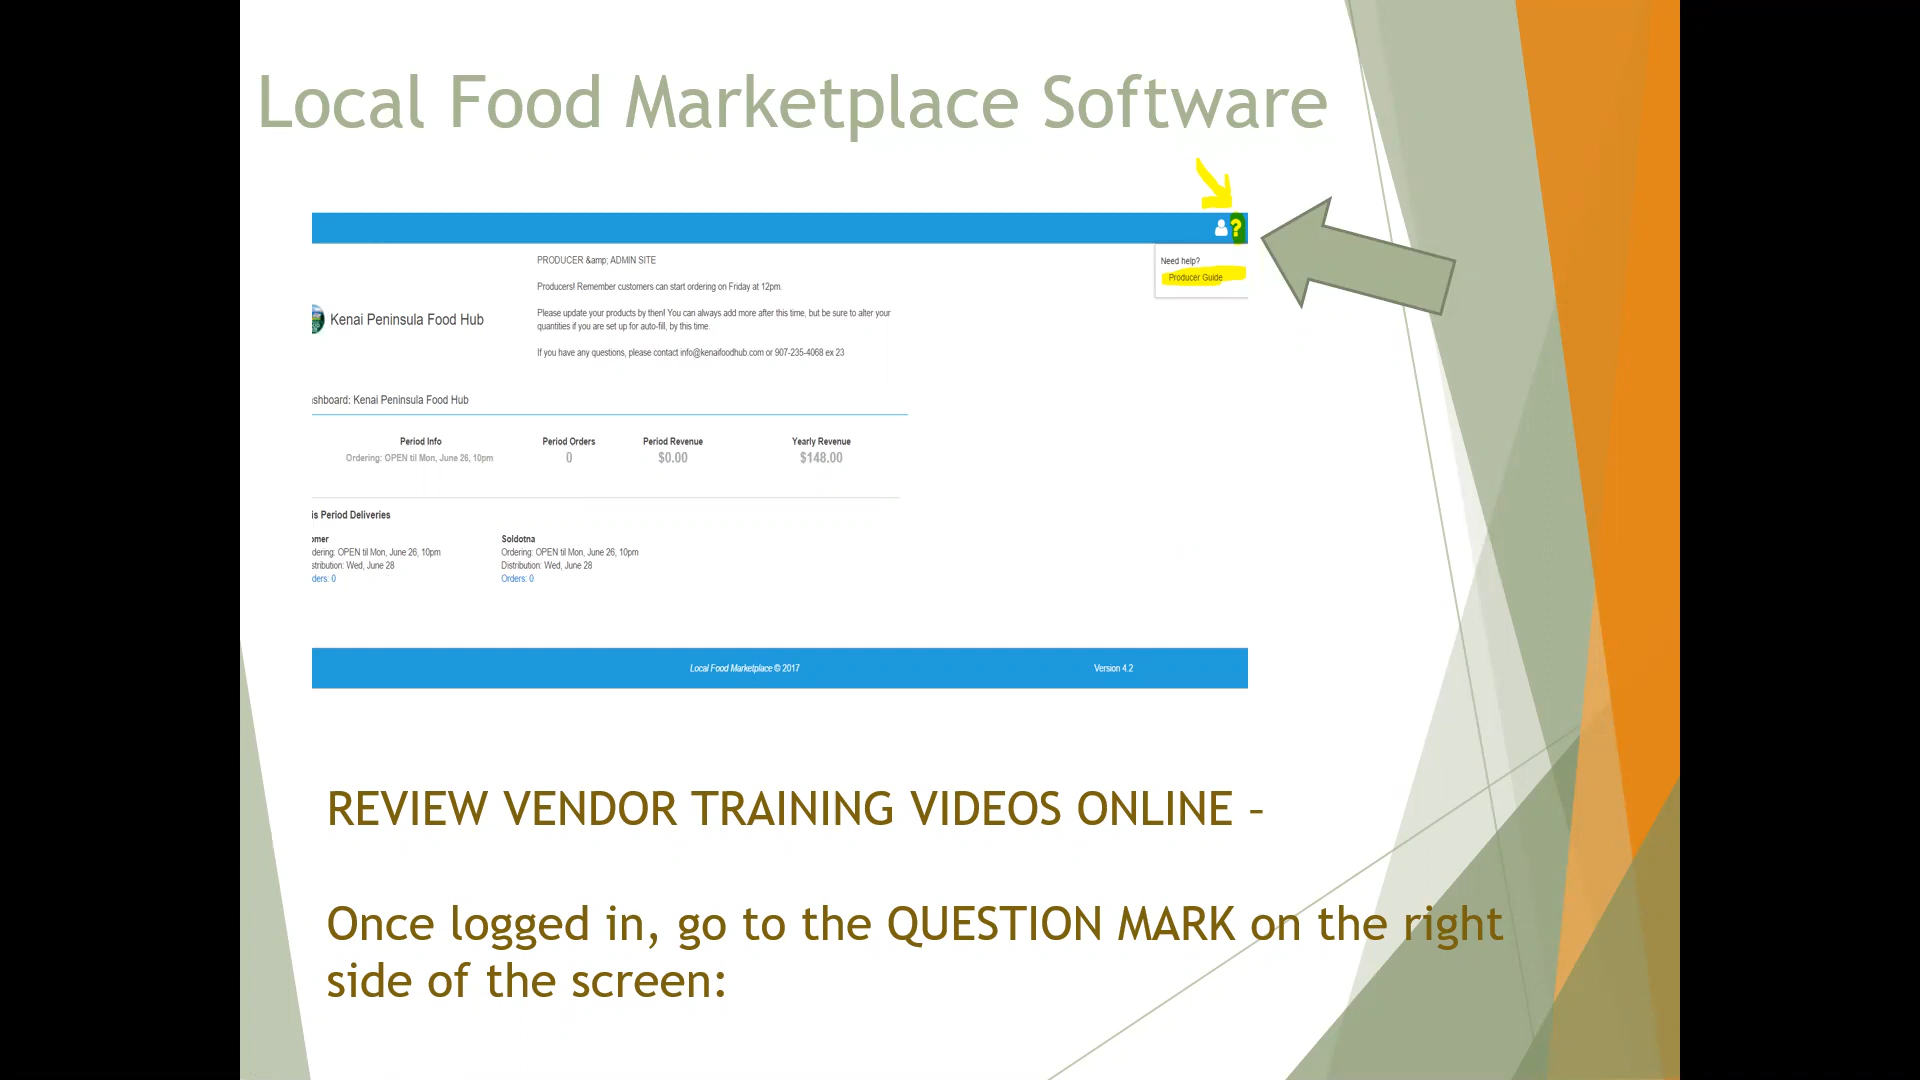 Local Food Marketplace Software
?
Need help?
Producer Guide
PRODUCER &amp; ADMIN SITE
Producers! Remember customers can start ordering on Friday at 12pm.
Please update your products by then! You can always add more after this time, but be sure to alter your
quantities if you are set up for auto-fill, by this time.
Kenai Peninsula Food Hub
If you have any questions, please contact info@kenaifoodhub.com or 907-235-4068 ex 23
shboard: Kenai Peninsula Food Hub
Period Info Period Orders Period Revenue Yearly Revenue
Ordering: OPEN til Mon, June 26, 10pm 0 $0.00 $148.00
is Period Deliveries
omer Soldotna
dering: OPEN til Mon, June 26, 10pm Ordering: OPEN til Mon, June 26, 10pm
stribution: Wed, June 28 Distribution: Wed, June 28
ders: 0 Orders: 0
Local Food Marketplace © 2017 Version 4.2
REVIEW VENDOR TRAINING VIDEOS ONLINE –
Once logged in, go to the QUESTION MARK on the right
side of the screen: